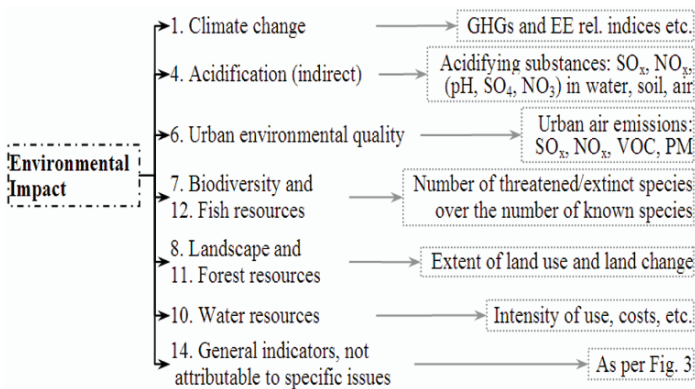 1. Climate change
GHGs and EE rel. indices etc.
4. Acidification (indirect)
Acidifying substances: SOx, NOx,
(pH, SO4, NO3) in water, soil, air
6. Urban environmental quality
Urban air emissions:
SOx, NOx, VOC, PM
Environmental
Impact
7. Biodiversity and
12. Fish resources
Number of threatened/extinct species
over the number of known species
8. Landscape and
11. Forest resources
Extent of land use and land change
10. Water resources
Intensity of use, costs, etc.
14. General indicators, not
attributable to specific issues
As per Fig. 3